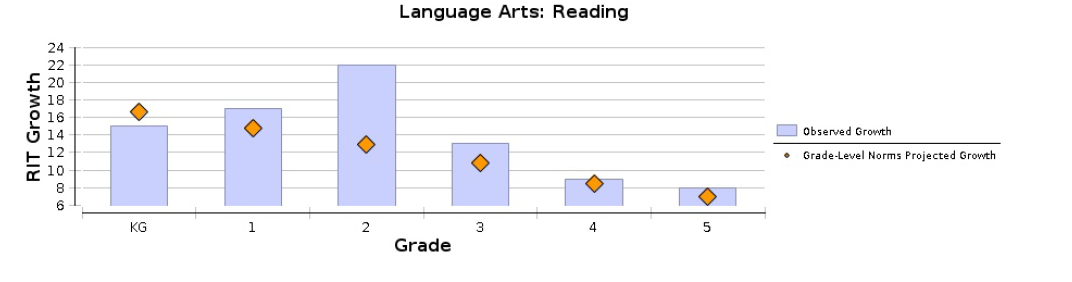 Language Arts: Reading
24
22
20
18
16
14
12
10
8
6
RIT Growth
KG 1 2 3 4 5
Grade
Observed Growth
Grade-Level Norms Projected Growth